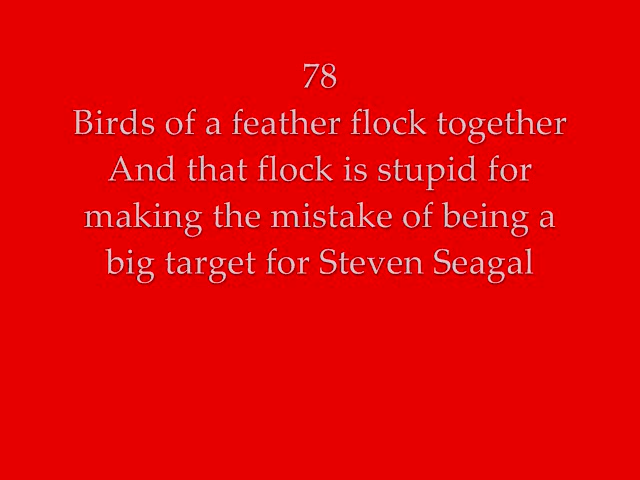 78
Birds of a feather flock together
And that flock is stupid for
making the mistake of being a
big target for Steven Seagal